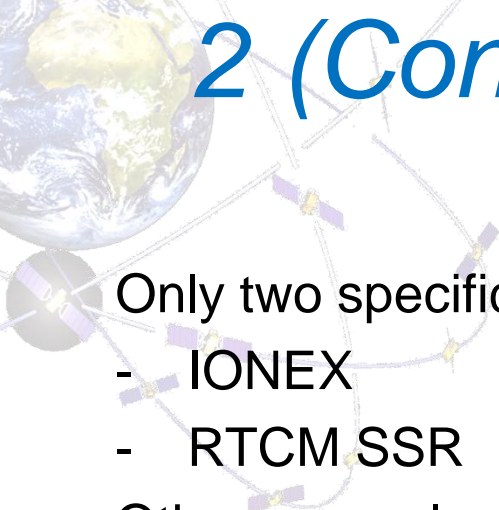 2 (Con
Only two specific
- IONEX
- RTCM SSR